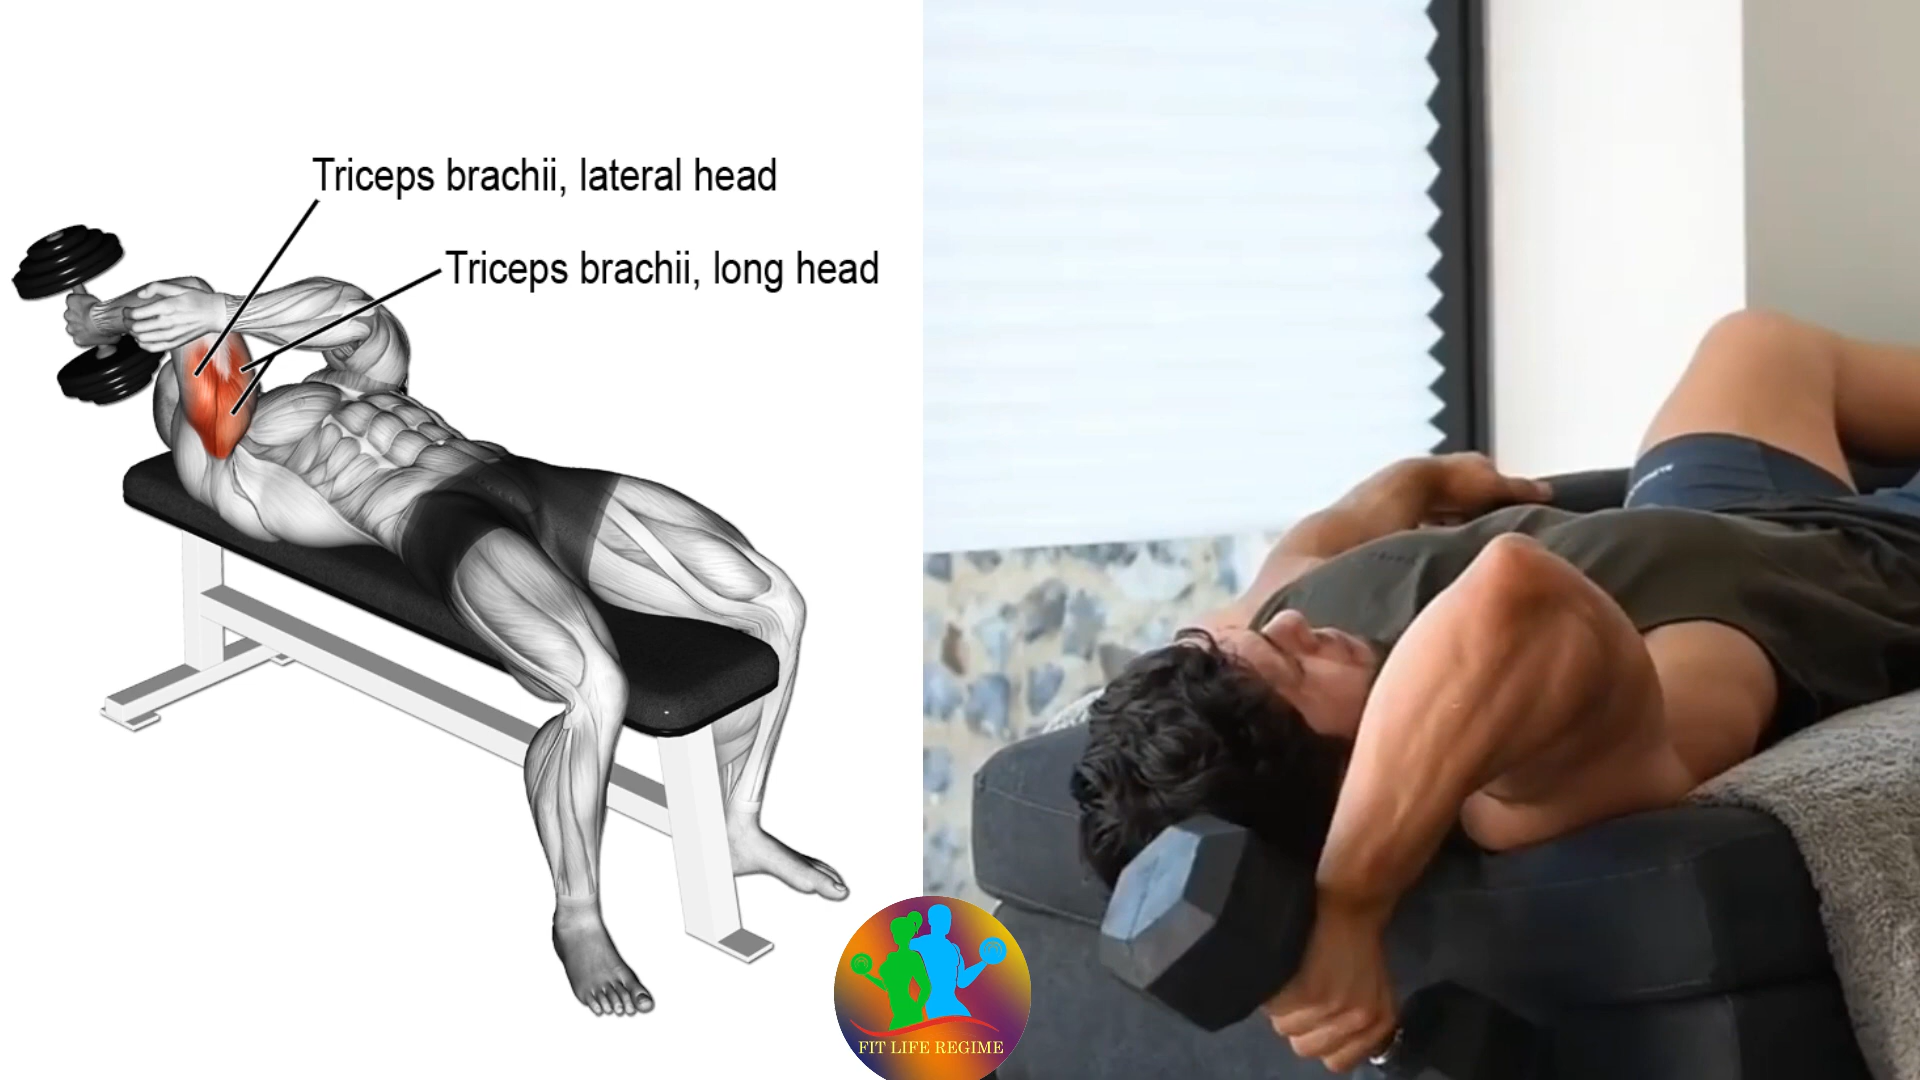 Triceps brachii, lateral head
Triceps brachii, long head
FIT LIFE REGIME